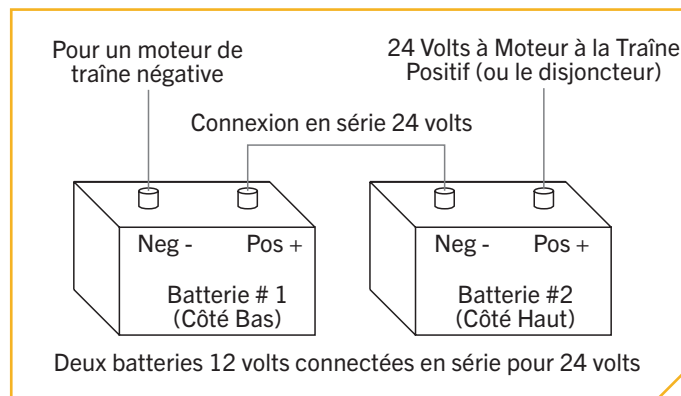 Pour un moteur de
traîne négative
24 Volts à Moteur à la Traîne
Positif (ou le disjoncteur)
Connexion en série 24 volts
Neg -
Pos +
Neg -
Pos +
Batterie # 1
(Côté Bas)
Batterie #2
(Côté Haut)
Deux batteries 12 volts connectées en série pour 24 volts